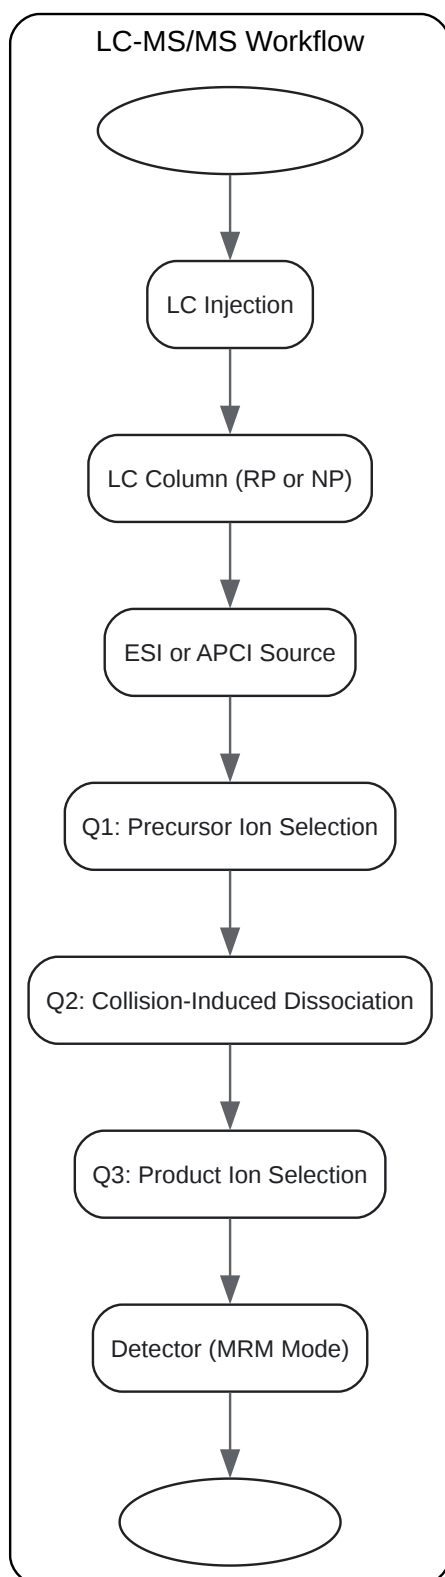 LC-MS/MS Workflow
LC Injection
LC Column (RP or NP)
ESI or APCI Source
Q1: Precursor Ion Selection
Q2: Collision-Induced Dissociation
Q3: Product Ion Selection
Detector (MRM Mode)